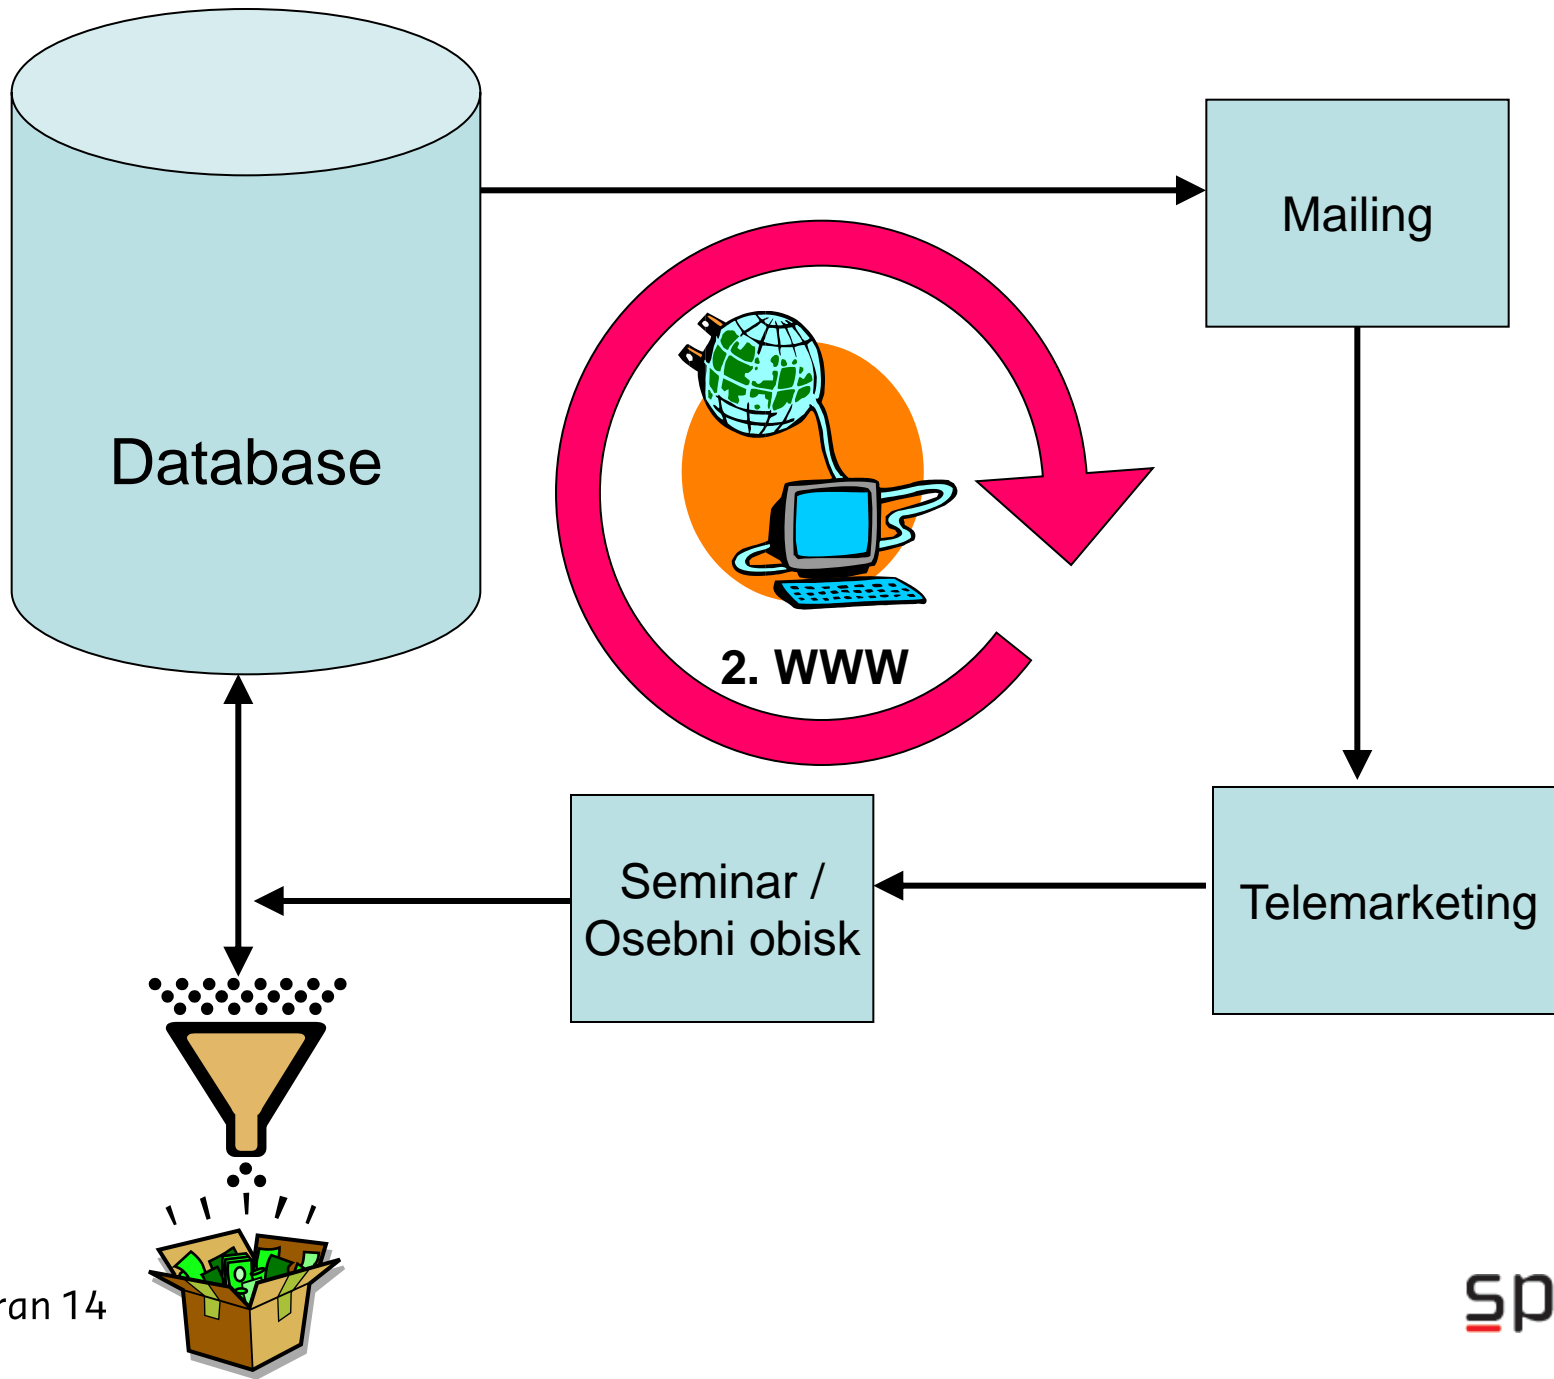 Mailing
Database
2. WWW
Seminar /
Osebni obisk
Telemarketing
ran 14
sp